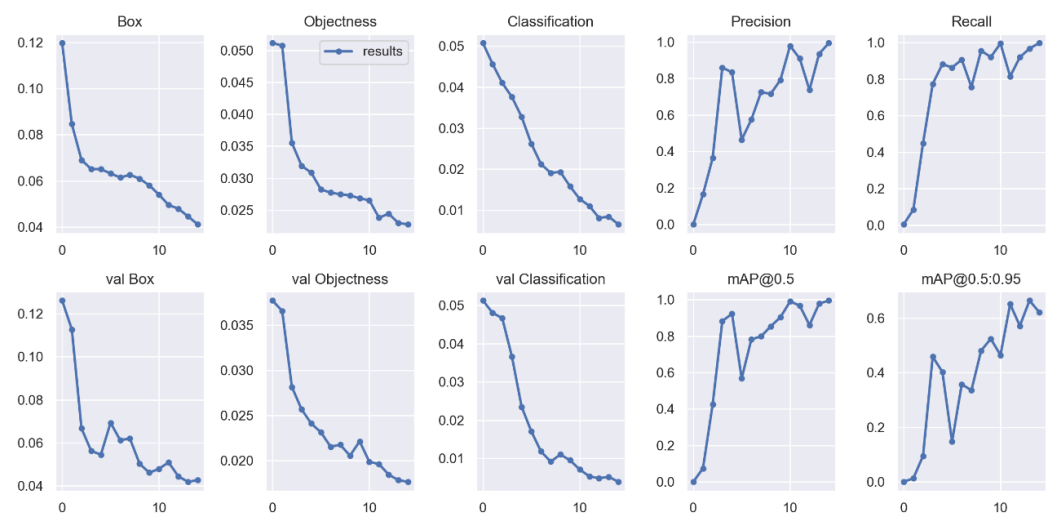 Box Objectness Classification Precision Recall
0.12 0.050 results 0.05 1.0 1.0
0.045 0.8 0.8
0.10 0.04
0.040 0.6 0.6
0.08 0.03
0.035 0.4 0.4
0.06 0.030 0.02
0.2 0.2
0.025 0.01
0.04 0.0 0.0
0 10 0 10 0 10 0 10 0 10
val Box val Objectness val Classification mAP@0.5 mAP@0.5:0.95
0.12 0.035 0.05 1.0 0.6
0.8
0.10 0.030 0.04
0.6 0.4
0.08 0.03
0.025 0.4
0.06 0.02 0.2
0.020 0.2
0.01
0.04 0.0 0.0
0 10 0 10 0 10 0 10 0 10